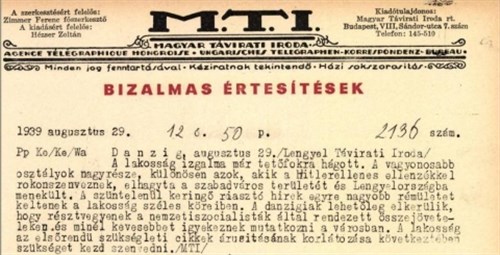 A szerkesztésért felelős:
Zimmer Ferenc főszerkesztő
A kiadásért felelős:
Hészer Zoltán
M.T.I.
Kiadótulajdonos:
Magyar Távirati Iroda rt.
Budapest, VIII, Sándor-utca 7. szám.
Telefon: 145-510
MAGYAR TÁVIRATI IRODA
AGENCE TÉLÉGRAPHIQUE HONGROISE • UNGARISCHES TELEGRAPHEN-KORRESPONDENZ-BUREAU
Minden jog fenntartásával • Kéziratnak tekintendő • Házi sokszorosítás
BIZALMAS ÉRTESÍTÉSEK
1939 augusztus 29. 12 ó. 50 p. 2136 szám.
Pp Ko/Ke/Wa D a n z i g, augusztus 29./Lengyel Távirati Iroda/
A lakosság izgalma már tetőfokra hágott. A vagyonosabb
osztályok nagyrésze, különösen azok, akik a Hitlerellenes ellenzékkel
rokonszenveznek, elhagyta a szabadváros területét és Lengyelországba
menekült. A szüntelenül keringő riasztó hirek egyre nagyobb rémületet
keltenek a lakosság széles köreiben. A danzigiak lehetőleg elkerülik,
hogy résztvegyenek a nemzetiszocialisták által rendezett összejövete-
leken és minél kevesebbet igyekeznek mutatkozni a városban. A lakosság
az elsőrendü szükségleti cikkek árusitásának korlátozása következtében
szükséget kezd szenvedni./MTI/